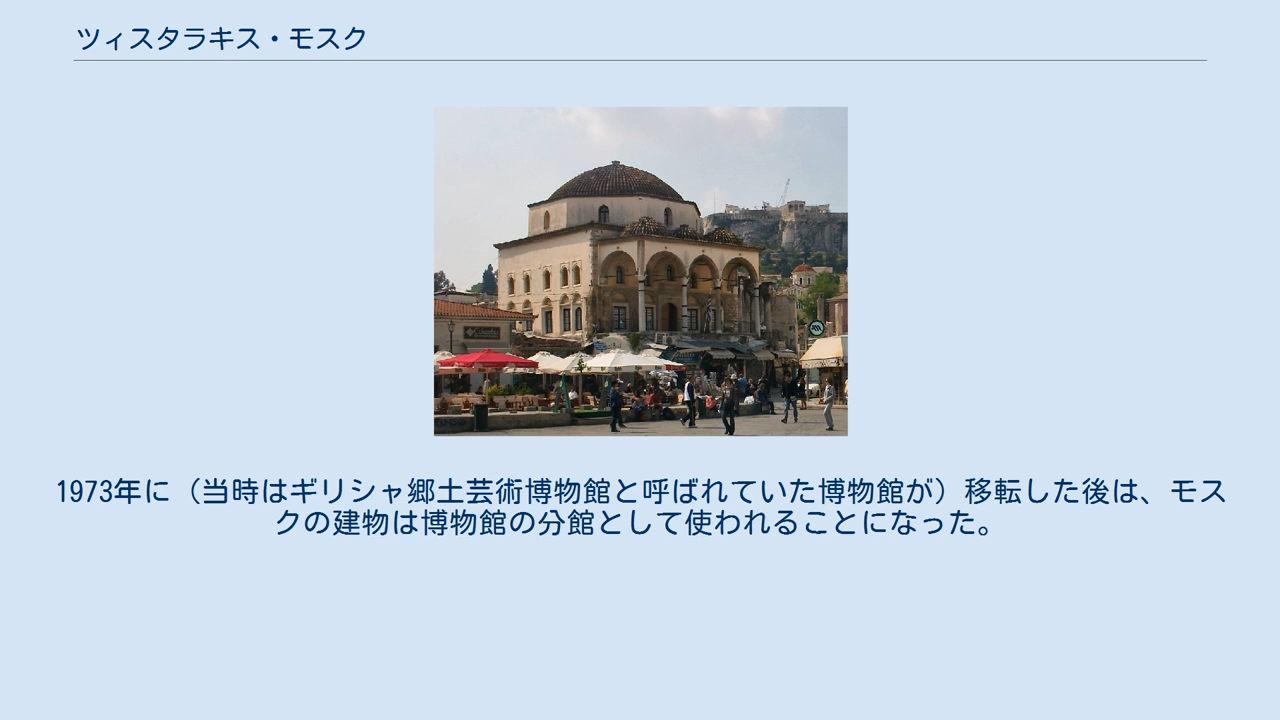 ツィスタラキス・モスク
1973年に（当時はギリシャ郷土芸術博物館と呼ばれていた博物館が）移転した後は、モス
クの建物は博物館の分館として使われることになった。